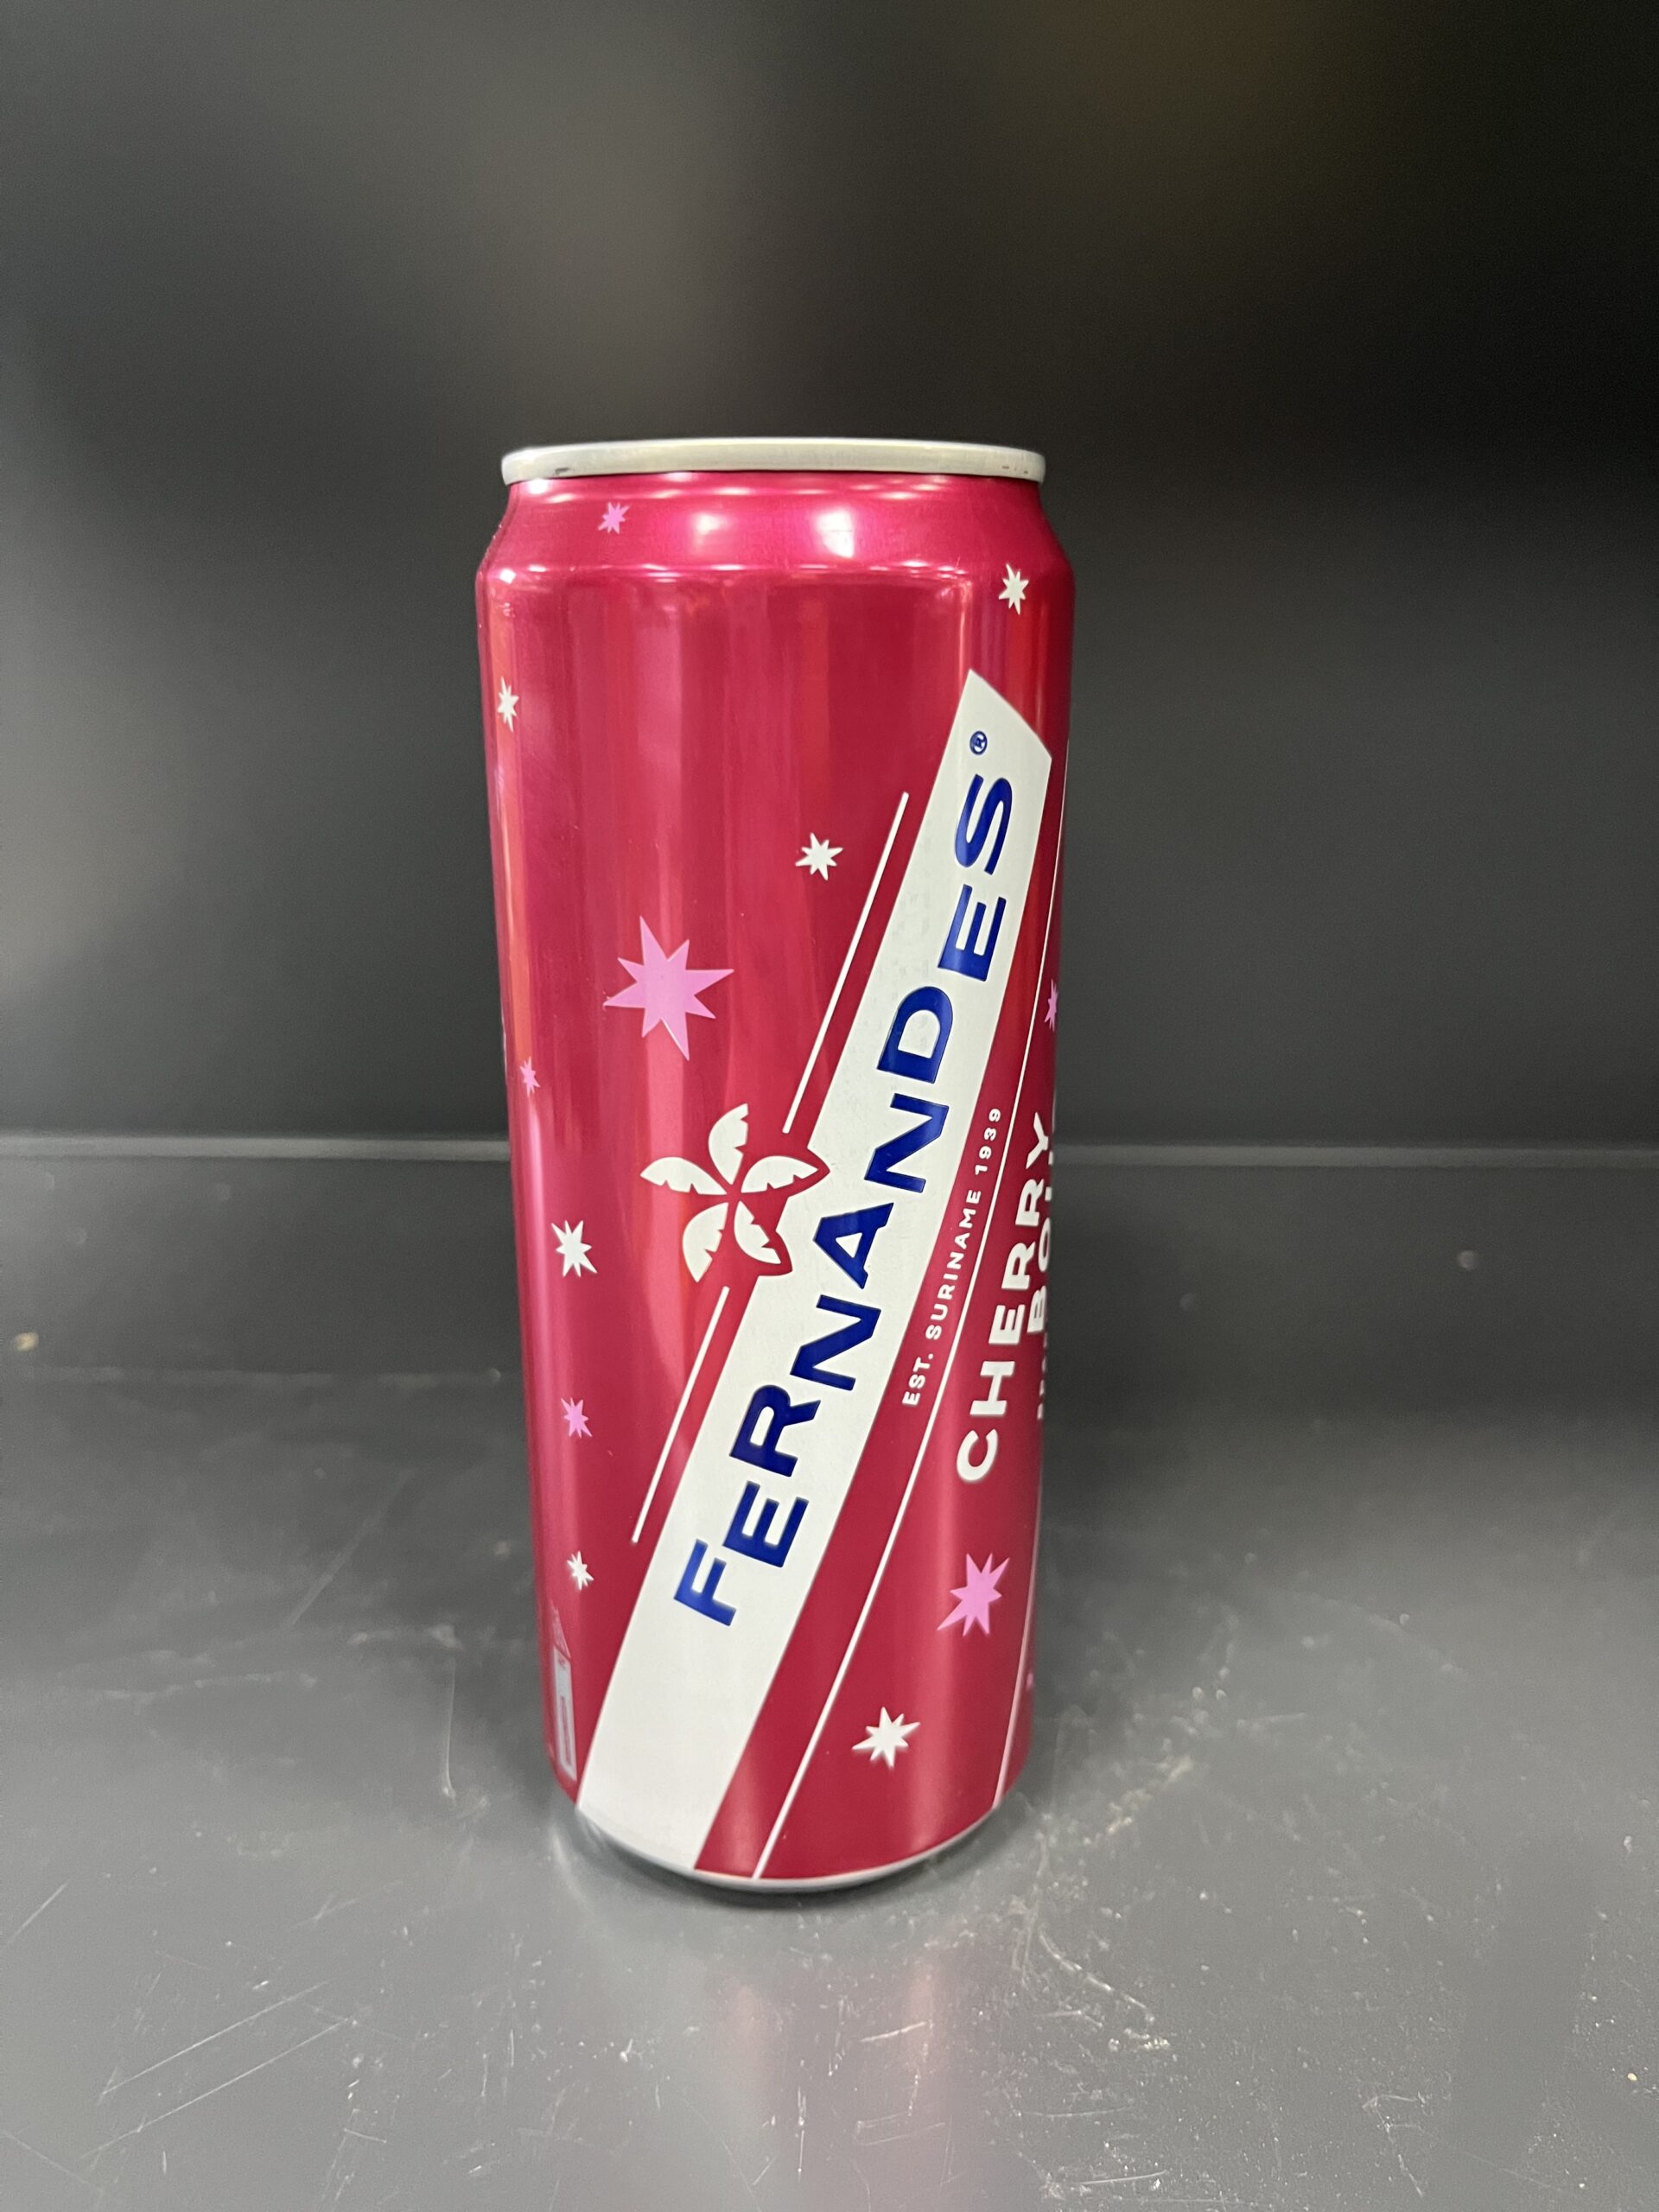 FERNANDES®
EST. SURINAME 1939
CHERRY